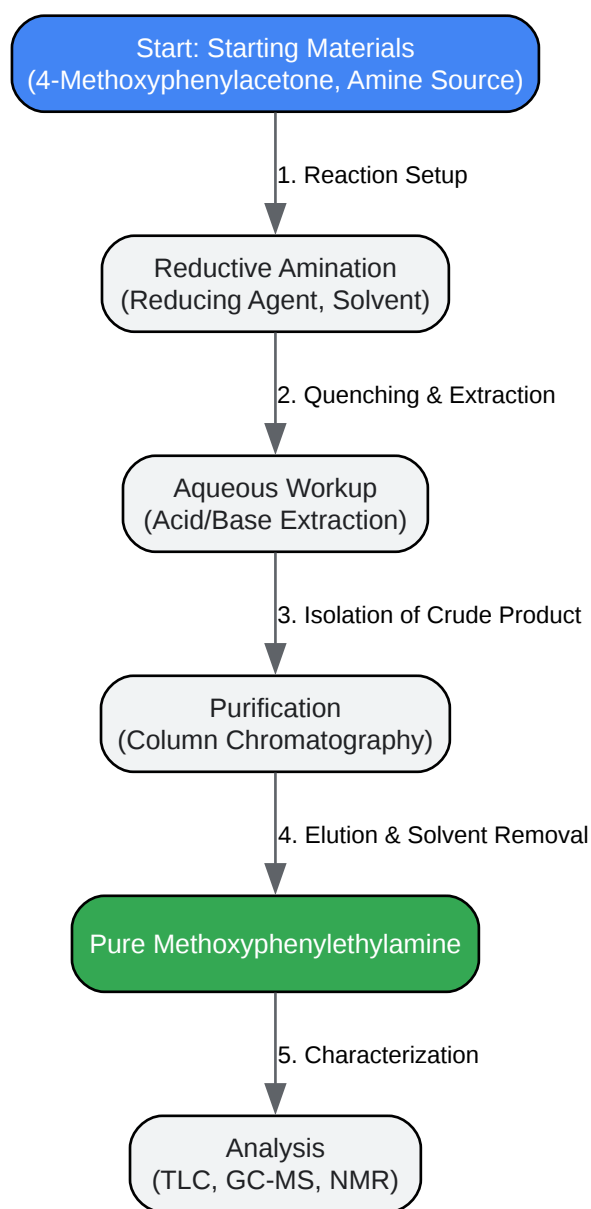 Start: Starting Materials
(4-Methoxyphenylacetone, Amine Source)
1. Reaction Setup
Reductive Amination
(Reducing Agent, Solvent)
2. Quenching & Extraction
Aqueous Workup
(Acid/Base Extraction)
3. Isolation of Crude Product
Purification
(Column Chromatography)
4. Elution & Solvent Removal
Pure Methoxyphenylethylamine
5. Characterization
Analysis
(TLC, GC-MS, NMR)